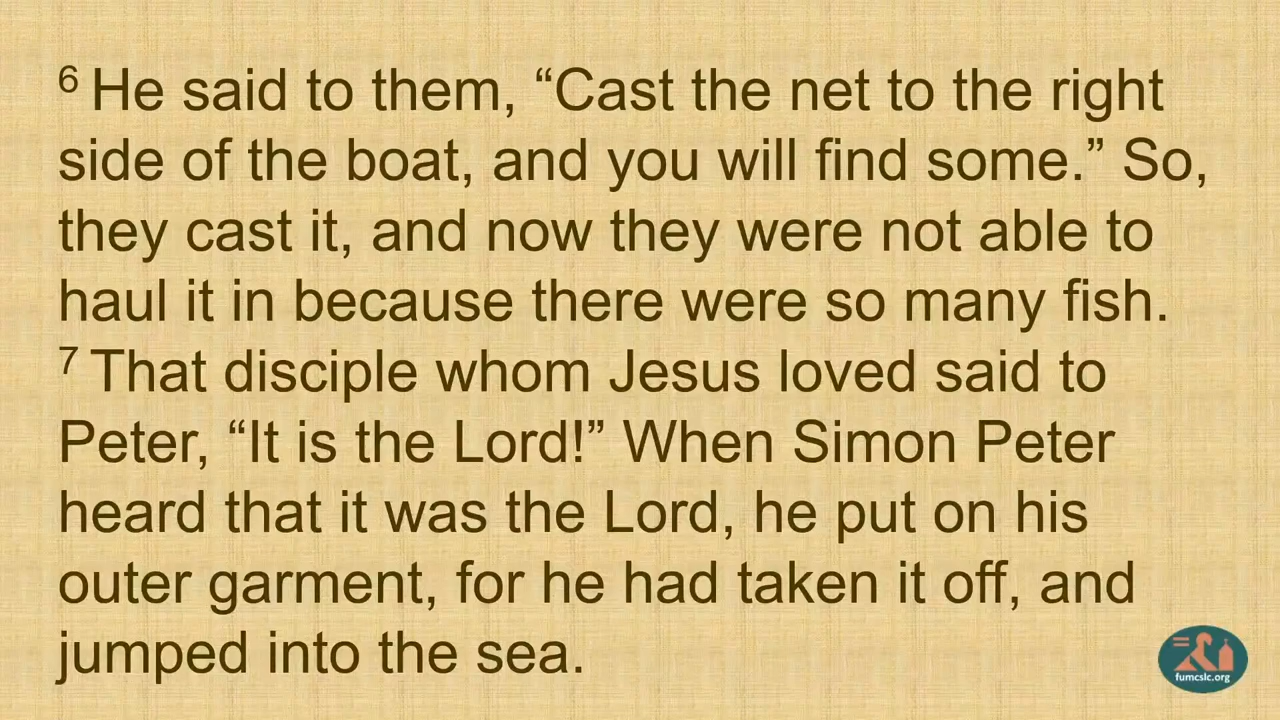 6 He said to them, “Cast the net to the right
side of the boat, and you will find some.” So,
they cast it, and now they were not able to
haul it in because there were so many fish.
7 That disciple whom Jesus loved said to
Peter, “It is the Lord!” When Simon Peter
heard that it was the Lord, he put on his
outer garment, for he had taken it off, and
jumped into the sea.
fumcslc.org